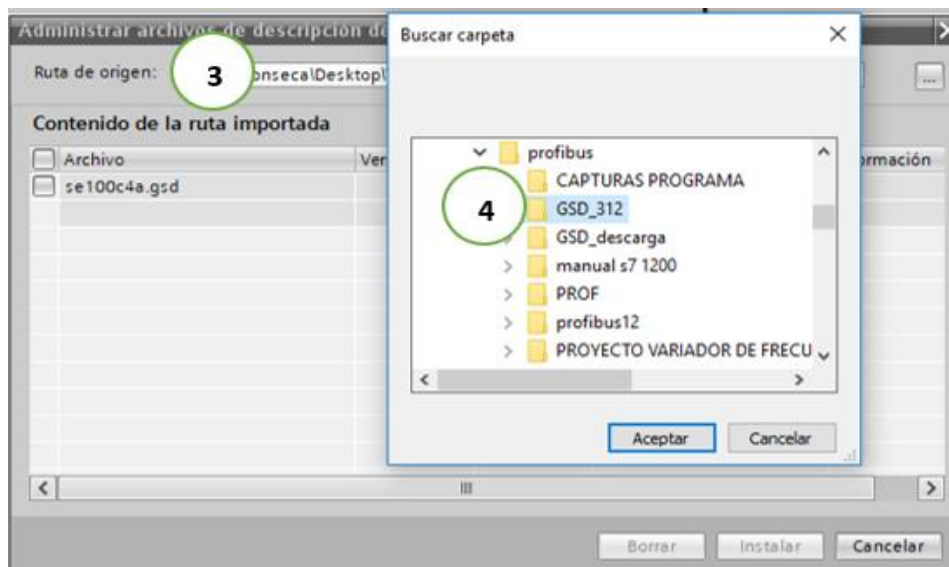 Administrar archivos de descripción de
Buscar carpeta
Ruta de origen:
3
onseca\Desktop\
...
Contenido de la ruta importada
Archivo
Ver
ormación
se100c4a.gsd
profibus
CAPTURAS PROGRAMA
4
GSD_312
GSD_descarga
manual s7 1200
PROF
profibus12
PROYECTO VARIADOR DE FRECU
Aceptar
Cancelar
Borrar
Instalar
Cancelar